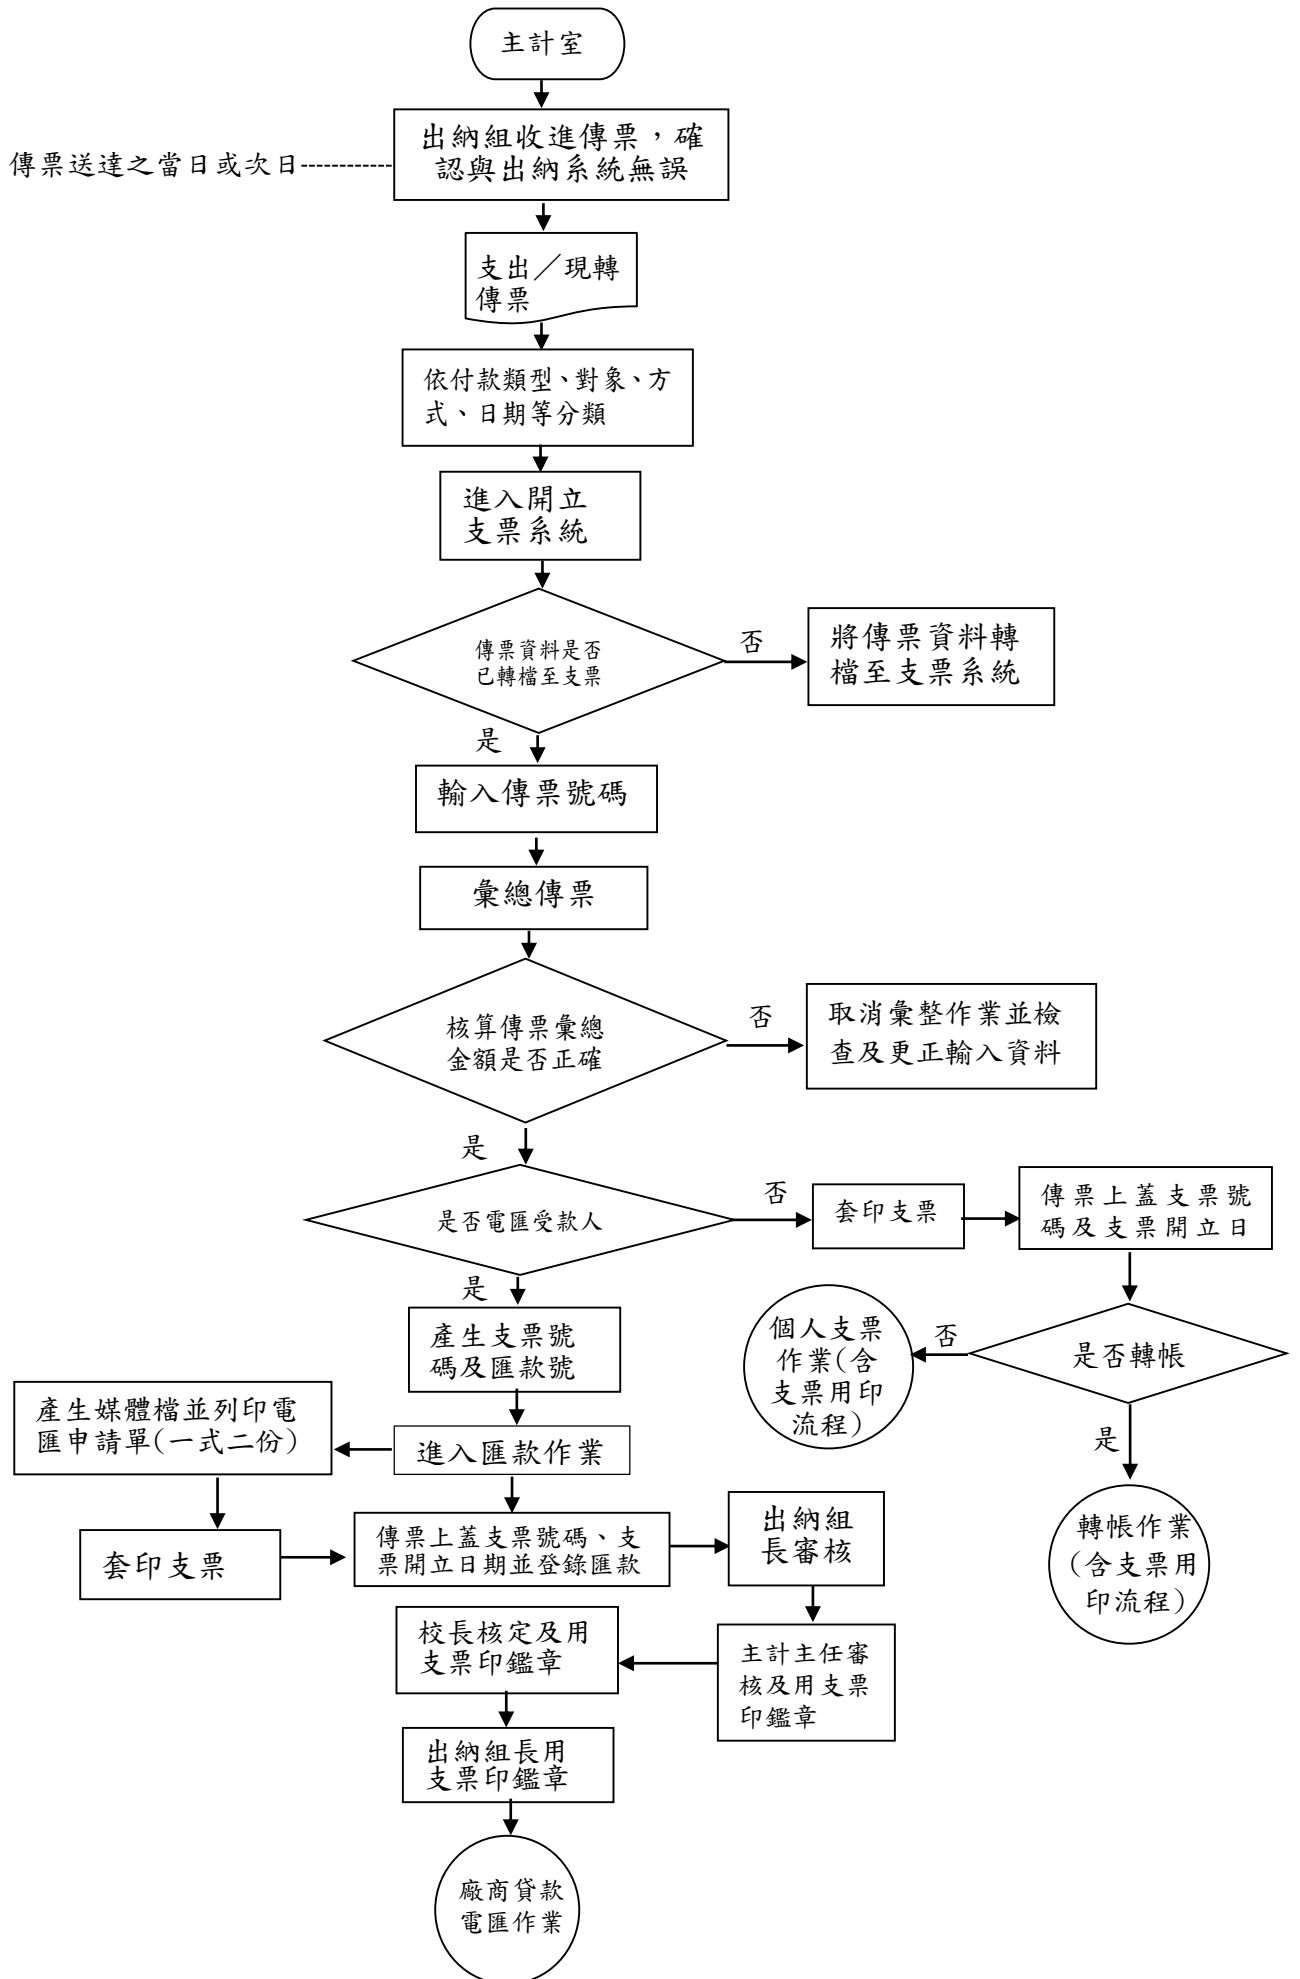 主計室
出納組收進傳票，確
認與出納系統無誤
傳票送達之當日或次日
支出／現轉
傳票
依付款類型、對象、方
式、日期等分類
進入開立
支票系統
傳票資料是否
已轉檔至支票
否
將傳票資料轉
檔至支票系統
是
輸入傳票號碼
彙總傳票
核算傳票彙總
金額是否正確
否
取消彙整作業並檢
查及更正輸入資料
是
是否電匯受款人
否
套印支票
傳票上蓋支票號
碼及支票開立日
是
產生支票號
碼及匯款號
個人支票
作業(含
支票用印
流程)
否
是否轉帳
是
轉帳作業
(含支票用
印流程)
產生媒體檔並列印電
匯申請單(一式二份)
進入匯款作業
套印支票
傳票上蓋支票號碼、支
票開立日期並登錄匯款
出納組
長審核
主計主任審
核及用支票
印鑑章
校長核定及用
支票印鑑章
出納組長用
支票印鑑章
廠商貸款
電匯作業